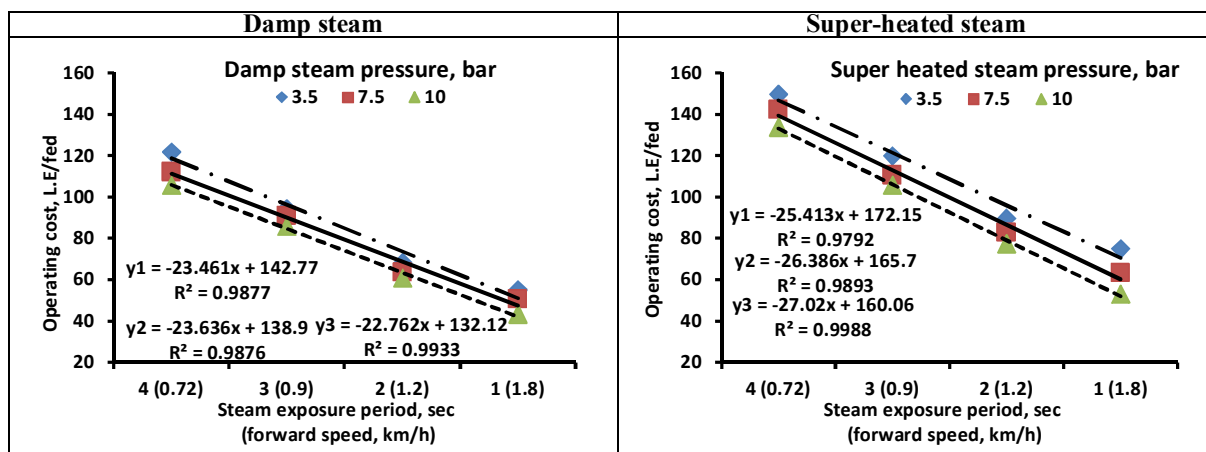 Damp steam
Damp steam pressure, bar
3.5 7.5 10
160
140
120
100
80
60
40
20
Operating cost, L.E/fed
y1 = -23.461x + 142.77
R² = 0.9877
y2 = -23.636x + 138.9
R² = 0.9876
y3 = -22.762x + 132.12
R² = 0.9933
4 (0.72) 3 (0.9) 2 (1.2) 1 (1.8)
Steam exposure period, sec
(forward speed, km/h)
Super-heated steam
Super heated steam pressure, bar
3.5 7.5 10
160
140
120
100
80
60
40
20
Operating cost, L.E/fed
y1 = -25.413x + 172.15
R² = 0.9792
y2 = -26.386x + 165.7
R² = 0.9893
y3 = -27.02x + 160.06
R² = 0.9988
4 (0.72) 3 (0.9) 2 (1.2) 1 (1.8)
Steam exposure period, sec
(forward speed, km/h)